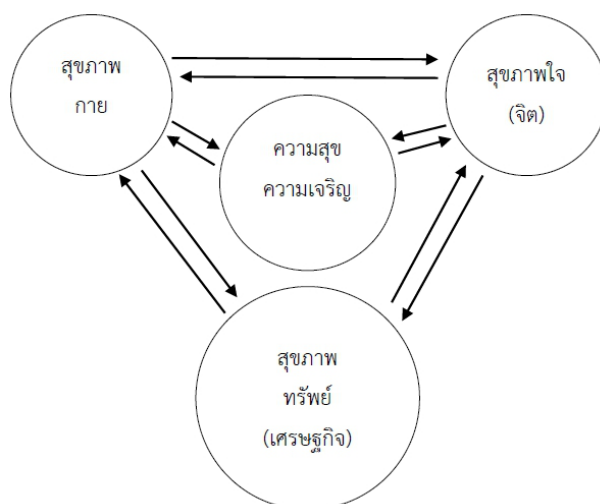 สุขภาพ
กาย
สุขภาพใจ
(จิต)
ความสุข
ความเจริญ
สุขภาพ
ทรัพย์
(เศรษฐกิจ)